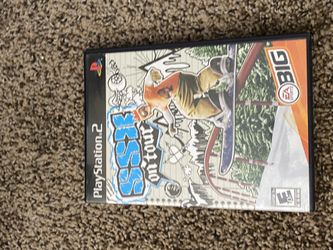 PlayStation 2
SSX
on tour
EA
BIG
E